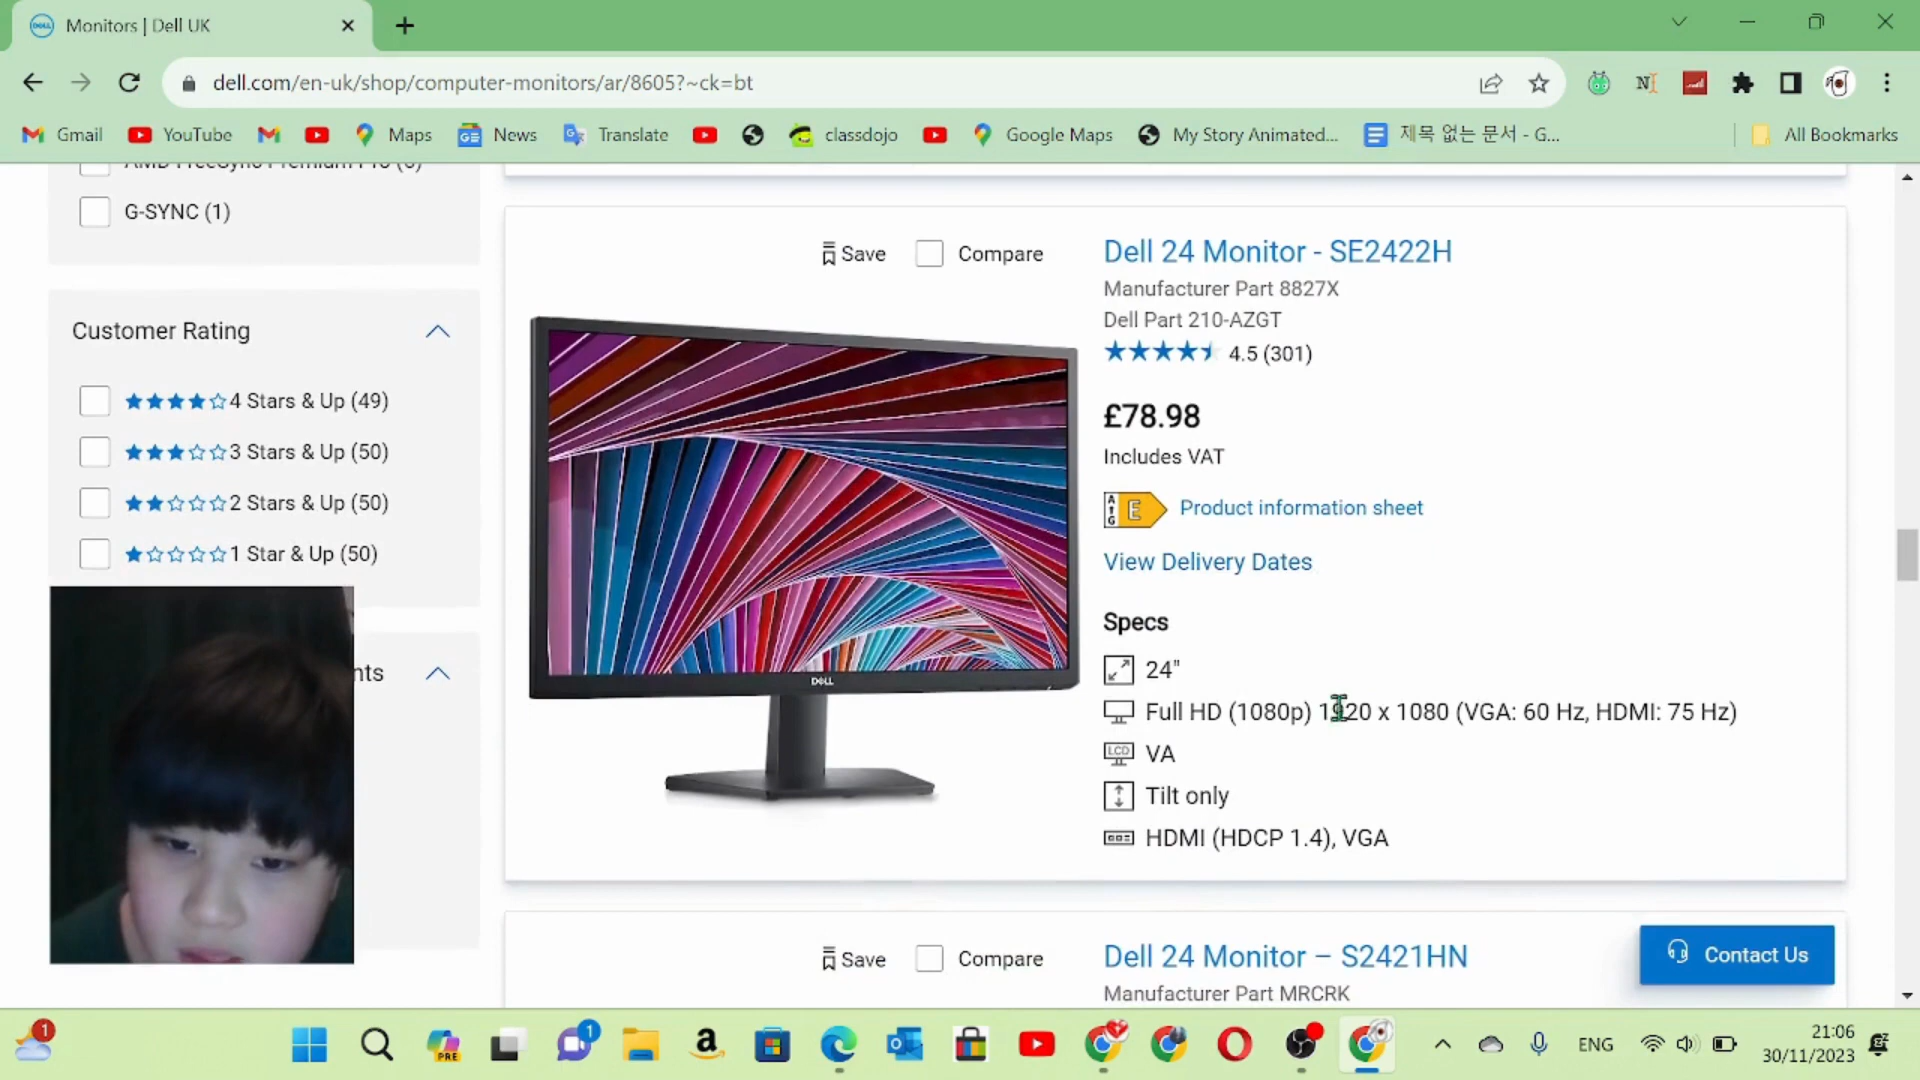 Monitors | Dell UK
dell.com/en-uk/shop/computer-monitors/ar/8605?~ck=bt
Gmail YouTube Maps News Translate classdojo Google Maps My Story Animated... 제목 없는 문서 - G... All Bookmarks
G-SYNC (1)
Customer Rating
4 Stars & Up (49)
3 Stars & Up (50)
2 Stars & Up (50)
1 Star & Up (50)
nts
Save Compare
DELL
Dell 24 Monitor - SE2422H
Manufacturer Part 8827X
Dell Part 210-AZGT
4.5 (301)
£78.98
Includes VAT
A G E Product information sheet
View Delivery Dates
Specs
24"
Full HD (1080p) 1920 x 1080 (VGA: 60 Hz, HDMI: 75 Hz)
LCD VA
Tilt only
HDMI (HDCP 1.4), VGA
Save Compare
Dell 24 Monitor – S2421HN
Manufacturer Part MRCRK
Contact Us
1 PRE 1 ENG 21:06
30/11/2023